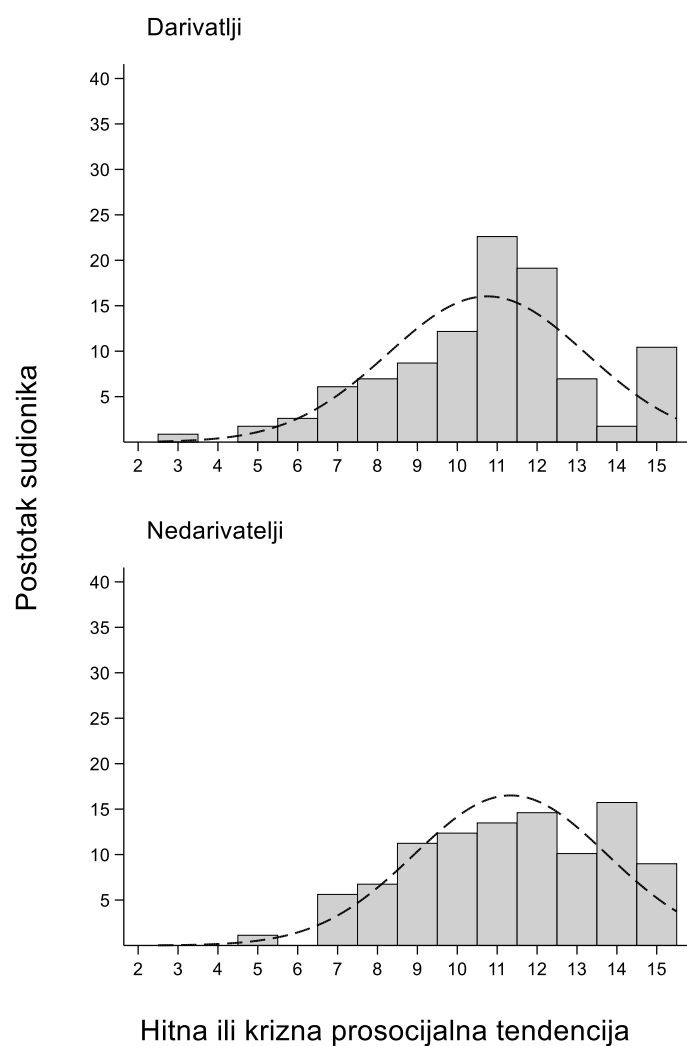 Darivatlji
40
35
30
25
20
15
10
5
2 3 4 5 6 7 8 9 10 11 12 13 14 15
Postotak sudionika
Nedarivatelji
40
35
30
25
20
15
10
5
2 3 4 5 6 7 8 9 10 11 12 13 14 15
Hitna ili krizna prosocijalna tendencija